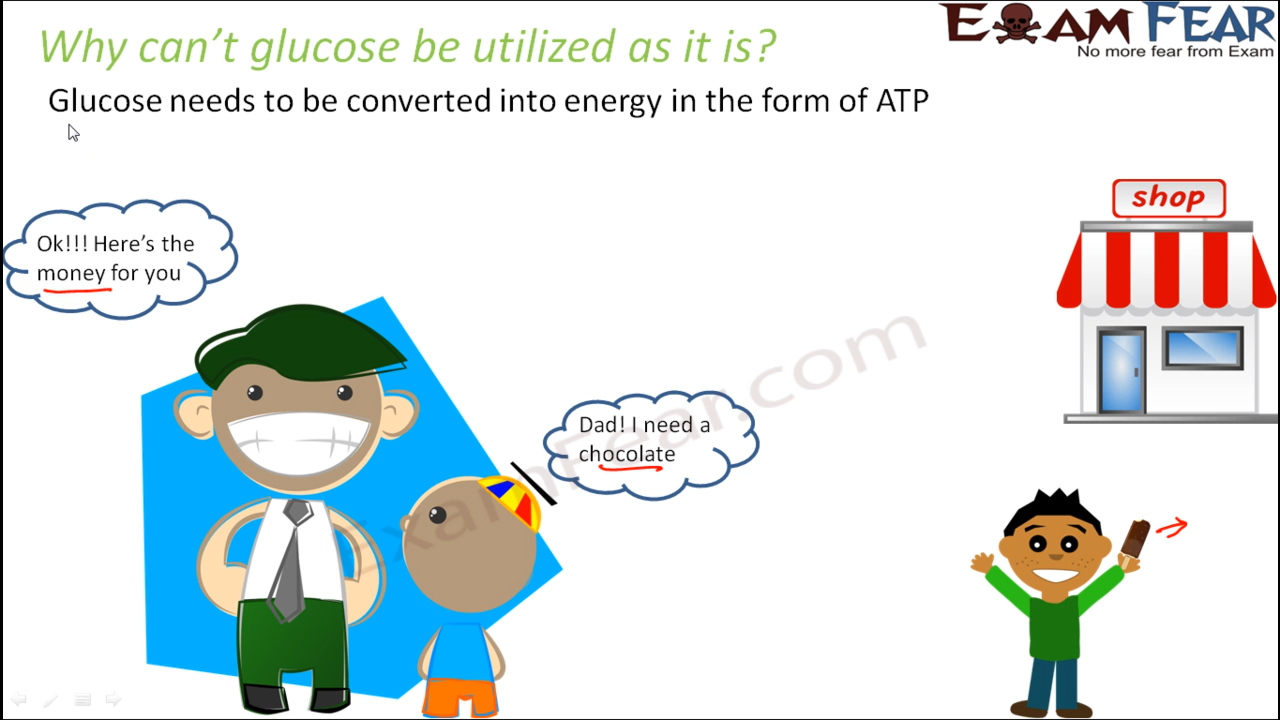 Why can't glucose be utilized as it is?
EXAM FEAR
No more fear from Exam
Glucose needs to be converted into energy in the form of ATP
shop
Ok!!! Here's the
money for you
Dad! I need a
chocolate
ExamFear.com